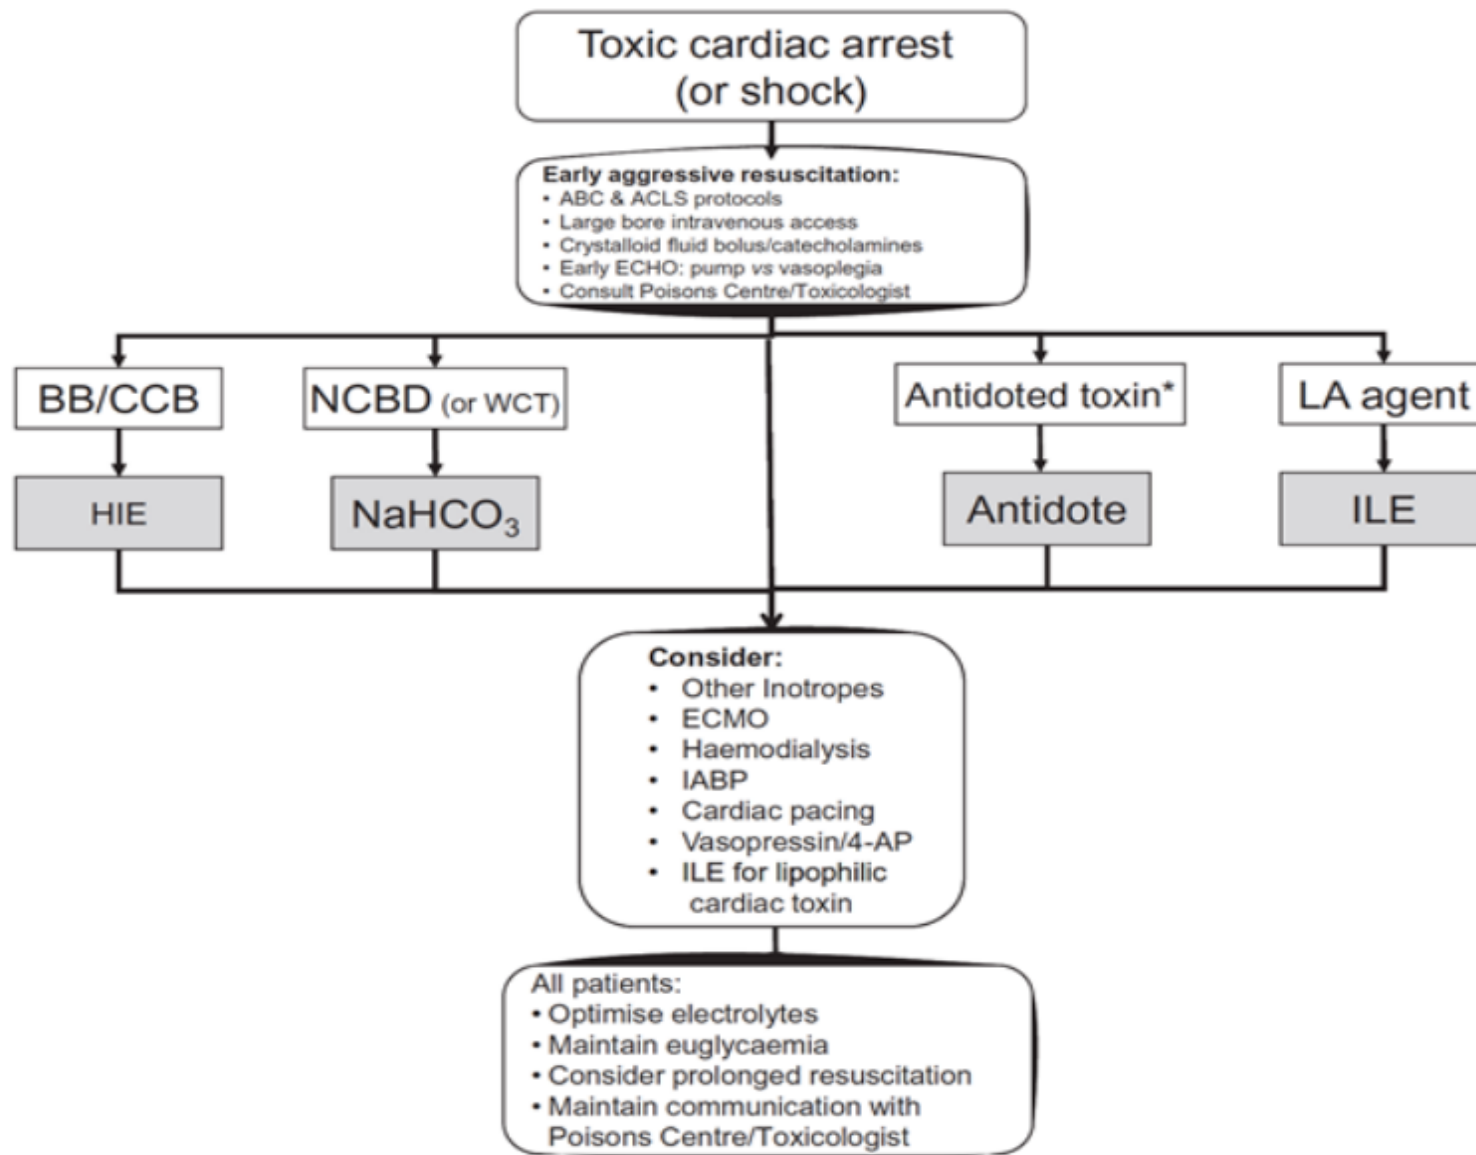 Toxic cardiac arrest
(or shock)
Early aggressive resuscitation:
• ABC & ACLS protocols
• Large bore intravenous access
• Crystalloid fluid bolus/catecholamines
• Early ECHO: pump vs vasoplegia
• Consult Poisons Centre/Toxicologist
BB/CCB
NCBD (or WCT)
Antidoted toxin*
LA agent
HIE
NaHCO₃
Antidote
ILE
Consider:
• Other Inotropes
• ECMO
• Haemodialysis
• IABP
• Cardiac pacing
• Vasopressin/4-AP
• ILE for lipophilic
cardiac toxin
All patients:
• Optimise electrolytes
• Maintain euglycaemia
• Consider prolonged resuscitation
• Maintain communication with
Poisons Centre/Toxicologist